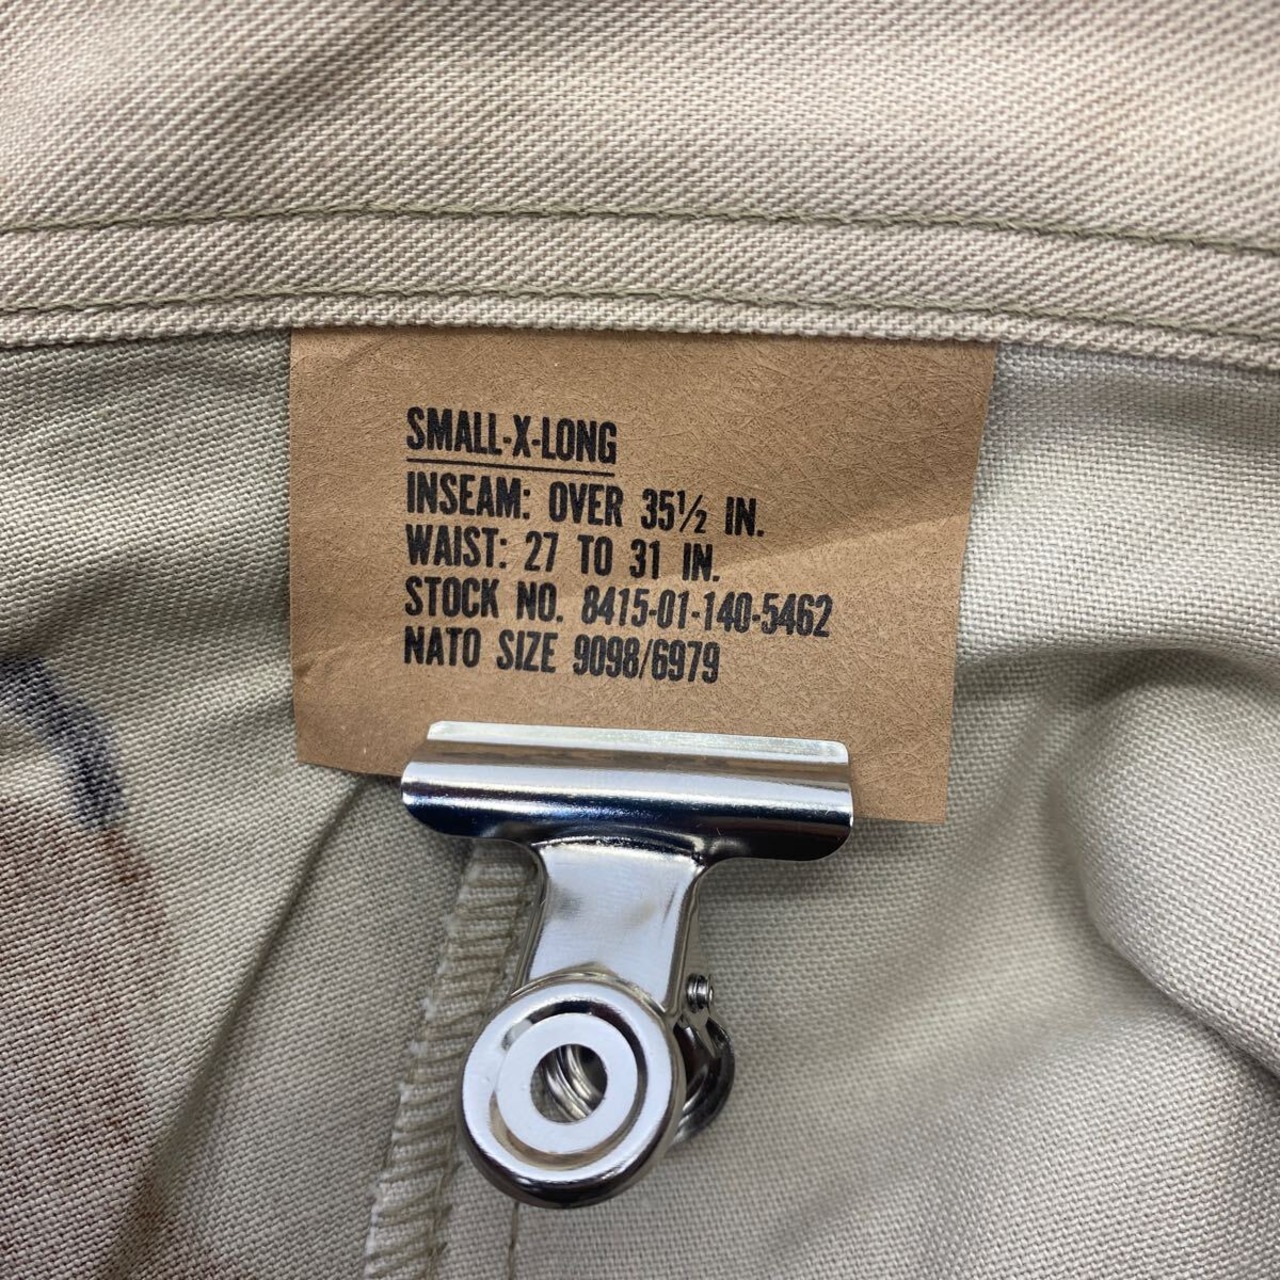 SMALL-X-LONG
INSEAM: OVER 35½ IN.
WAIST: 27 TO 31 IN.
STOCK NO. 8415-01-140-5462
NATO SIZE 9098/6979